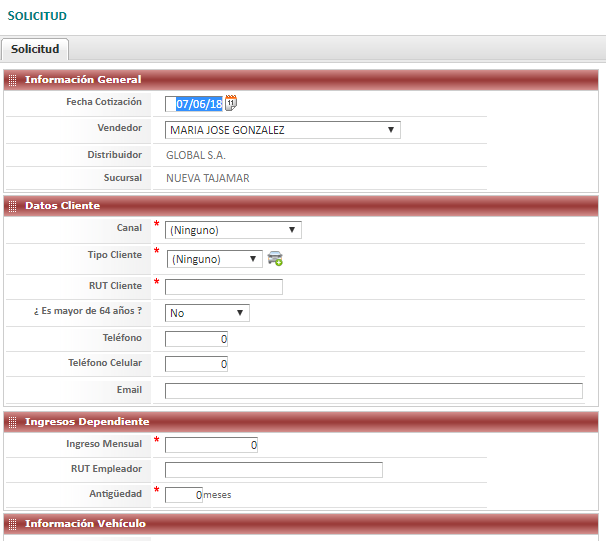 SOLICITUD
Solicitud
Información General
Fecha Cotización 07/06/18 11
Vendedor MARIA JOSE GONZALEZ
Distribuidor GLOBAL S.A.
Sucursal NUEVA TAJAMAR
Datos Cliente
Canal * (Ninguno)
Tipo Cliente * (Ninguno)
RUT Cliente *
¿ Es mayor de 64 años ? No
Teléfono 0
Teléfono Celular 0
Email
Ingresos Dependiente
Ingreso Mensual * 0
RUT Empleador
Antigüedad * 0 meses
Información Vehículo